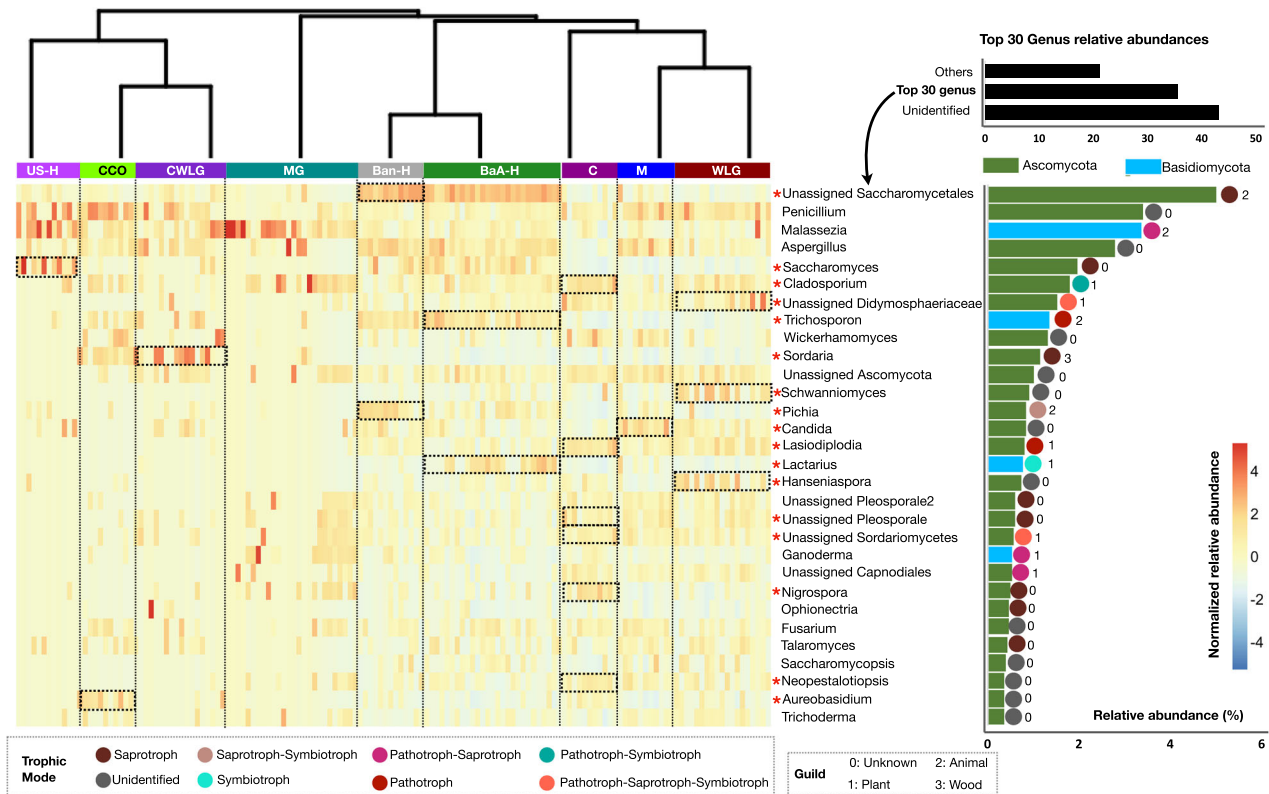 Top 30 Genus relative abundances
Others
Top 30 genus
Unidentified
0 10 20 30 40 50
Ascomycota Basidiomycota
US-H CCO CWLG MG Ban-H BaA-H C M WLG
*Unassigned Saccharomycetales 2
Penicillium 0
Malassezia 2
Aspergillus 0
*Saccharomyces 0
*Cladosporium 1
*Unassigned Didymosphaeriaceae 1
*Trichosporon 2
Wickerhamomyces 0
*Sordaria 3
Unassigned Ascomycota 0
*Schwanniomyces 0
*Pichia 2
*Candida 0
*Lasiodiplodia 1
*Lactarius 1
*Hanseniaspora 0
Unassigned Pleosporale2 0
*Unassigned Pleosporale 0
*Unassigned Sordariomycetes 1
Ganoderma 1
Unassigned Capnodiales 1
*Nigrospora 0
Ophionectria 0
Fusarium 0
Talaromyces 0
Saccharomycopsis 0
*Neopestalotiopsis 0
*Aureobasidium 0
Trichoderma 0
Normalized relative abundance
4
2
0
-2
-4
Relative abundance (%)
0 2 4 6
Trophic
Mode
Saprotroph Saprotroph-Symbiotroph Pathotroph-Saprotroph Pathotroph-Symbiotroph
Unidentified Symbiotroph Pathotroph Pathotroph-Saprotroph-Symbiotroph
Guild
0: Unknown 2: Animal
1: Plant 3: Wood